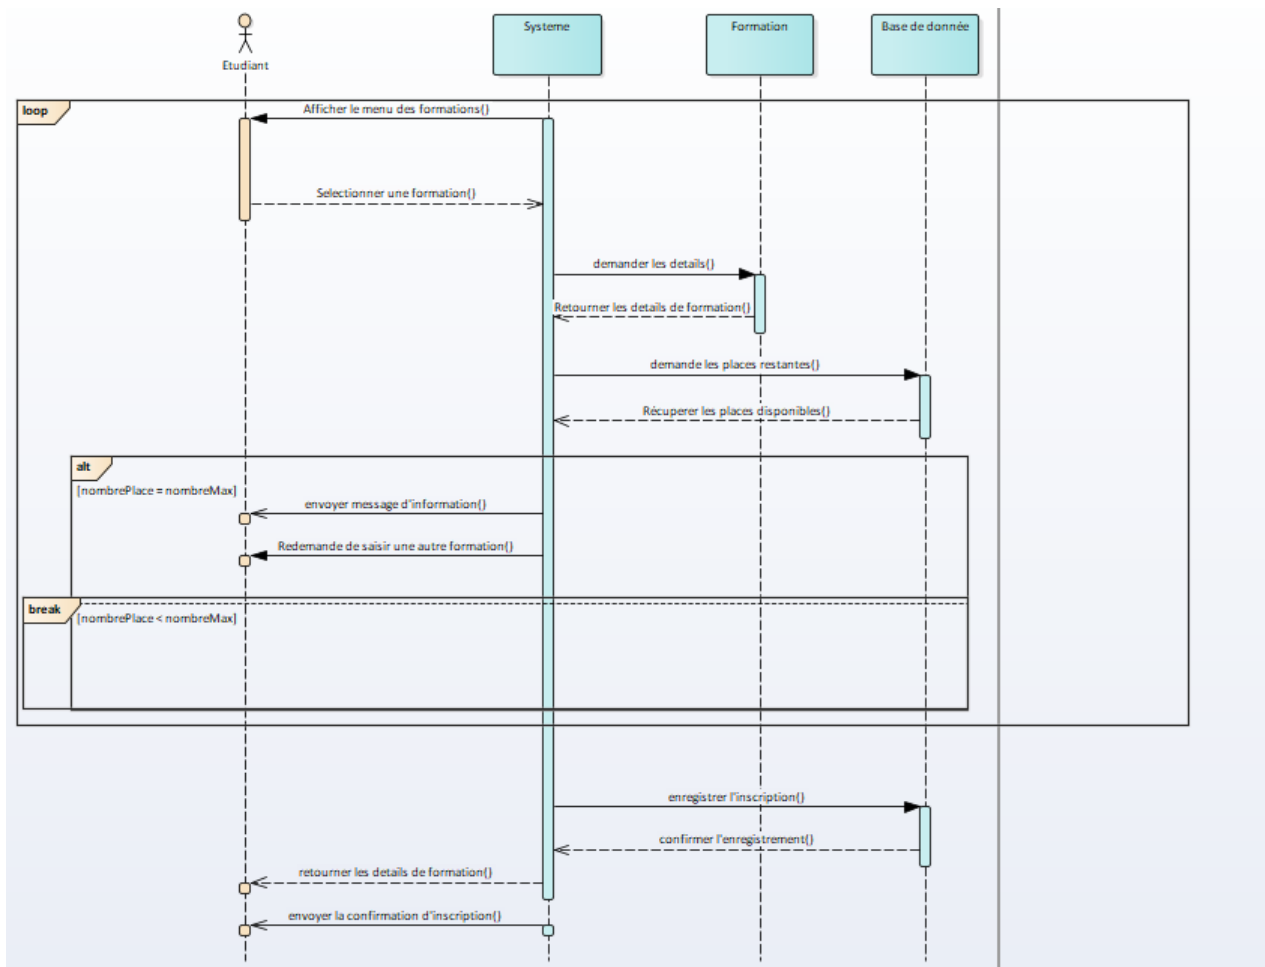 Systeme
Formation
Base de donnée
Etudiant
loop
Afficher le menu des formations()
Selectionner une formation()
demander les details()
Retourner les details de formation()
demande les places restantes()
Récuperer les places disponibles()
alt
[nombrePlace = nombreMax]
envoyer message d'information()
Redemande de saisir une autre formation()
break
[nombrePlace < nombreMax]
enregistrer l'inscription()
confirmer l'enregistrement()
retourner les details de formation()
envoyer la confirmation d'inscription()